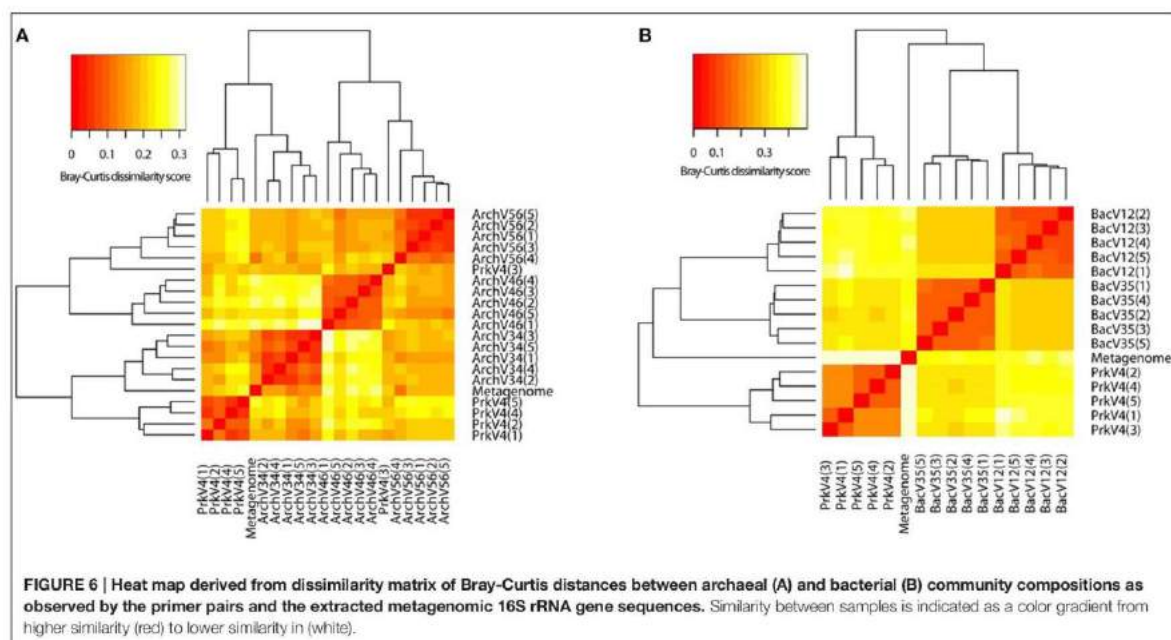 A
0 0.1 0.2 0.3
Bray-Curtis dissimilarity score
ArchV56(5)
ArchV56(2)
ArchV56(1)
ArchV56(3)
ArchV56(4)
PrkV4(3)
ArchV46(4)
ArchV46(3)
ArchV46(2)
ArchV46(5)
ArchV46(1)
ArchV34(3)
ArchV34(5)
ArchV34(1)
ArchV34(4)
ArchV34(2)
Metagenome
PrkV4(5)
PrkV4(4)
PrkV4(2)
PrkV4(1)
PrkV4(1)
PrkV4(2)
PrkV4(4)
PrkV4(5)
Metagenome
ArchV34(2)
ArchV34(4)
ArchV34(1)
ArchV34(5)
ArchV34(3)
ArchV46(1)
ArchV46(5)
ArchV46(2)
ArchV46(3)
ArchV46(4)
PrkV4(3)
ArchV56(4)
ArchV56(3)
ArchV56(1)
ArchV56(2)
ArchV56(5)
B
0 0.1 0.3
Bray-Curtis dissimilarity score
BacV12(2)
BacV12(3)
BacV12(4)
BacV12(5)
BacV12(1)
BacV35(1)
BacV35(4)
BacV35(2)
BacV35(3)
BacV35(5)
Metagenome
PrkV4(2)
PrkV4(4)
PrkV4(5)
PrkV4(1)
PrkV4(3)
PrkV4(3)
PrkV4(1)
PrkV4(5)
PrkV4(4)
PrkV4(2)
Metagenome
BacV35(5)
BacV35(3)
BacV35(2)
BacV35(4)
BacV35(1)
BacV12(1)
BacV12(5)
BacV12(4)
BacV12(3)
BacV12(2)
FIGURE 6 | Heat map derived from dissimilarity matrix of Bray-Curtis distances between archaeal (A) and bacterial (B) community compositions as
observed by the primer pairs and the extracted metagenomic 16S rRNA gene sequences. Similarity between samples is indicated as a color gradient from
higher similarity (red) to lower similarity in (white).